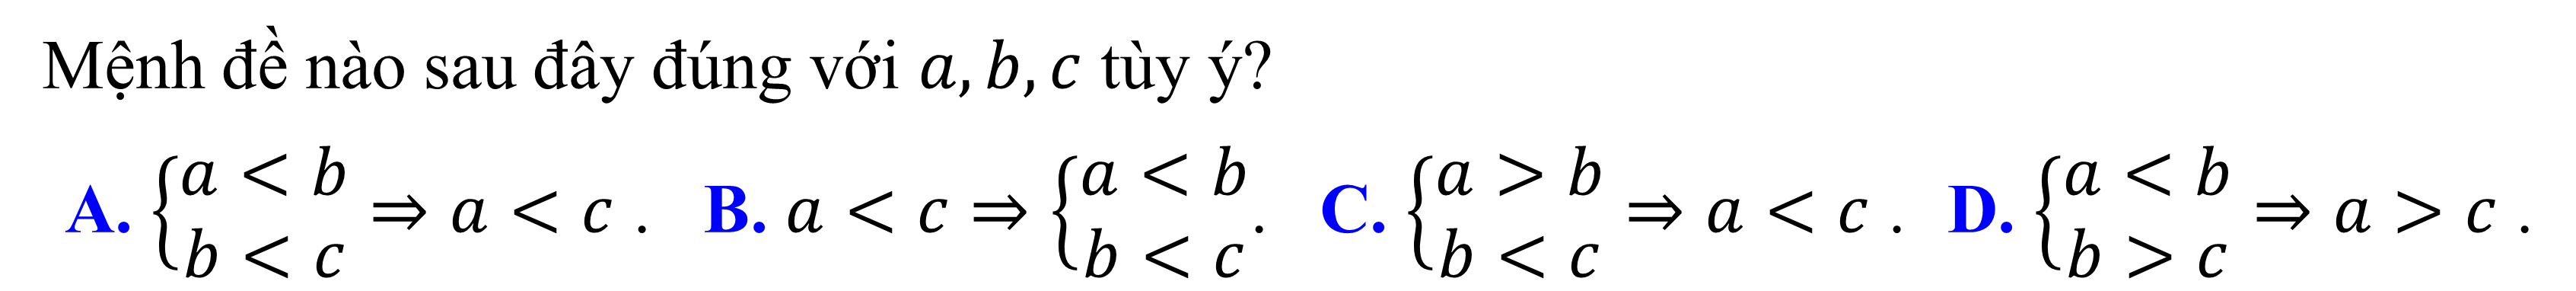 Mệnh đề nào sau đây đúng với a, b, c tùy ý?
A. {a < b, b < c ⇒ a < c . B. a < c ⇒ {a < b, b < c . C. {a > b, b < c ⇒ a < c . D. {a < b, b > c ⇒ a > c .